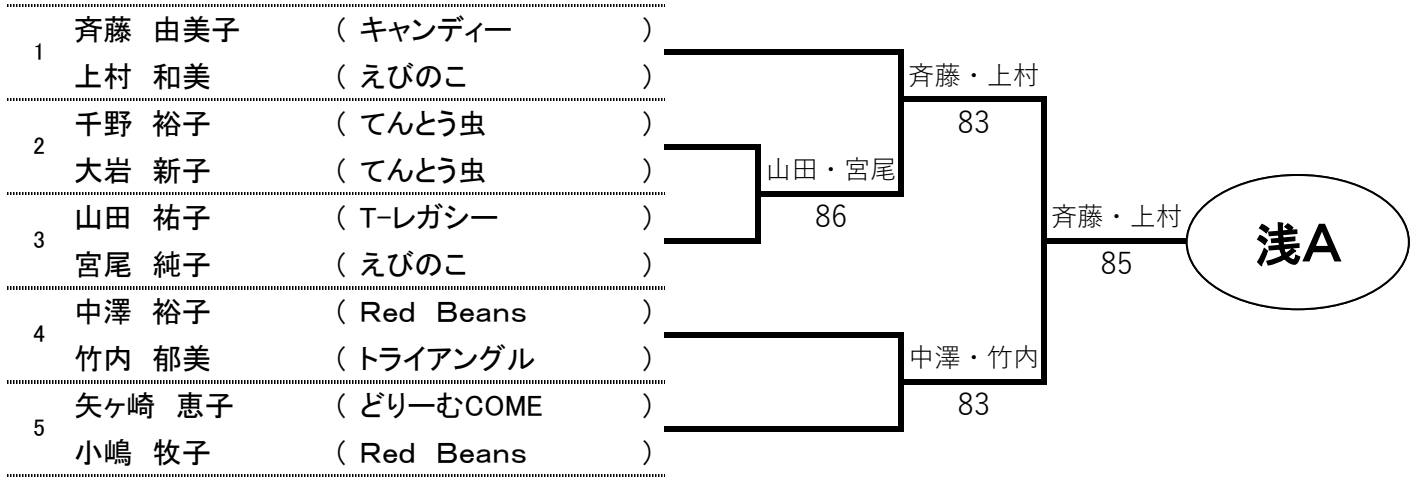 1
斉藤 由美子 ( キャンディー )
上村 和美 ( えびのこ )
2
千野 裕子 ( てんとう虫 )
大岩 新子 ( てんとう虫 )
3
山田 祐子 ( T-レガシー )
宮尾 純子 ( えびのこ )
4
中澤 裕子 ( Red Beans )
竹内 郁美 ( トライアングル )
5
矢ヶ崎 恵子 ( どりーむCOME )
小嶋 牧子 ( Red Beans )
山田・宮尾
86
斉藤・上村
83
中澤・竹内
83
斉藤・上村
85
浅A